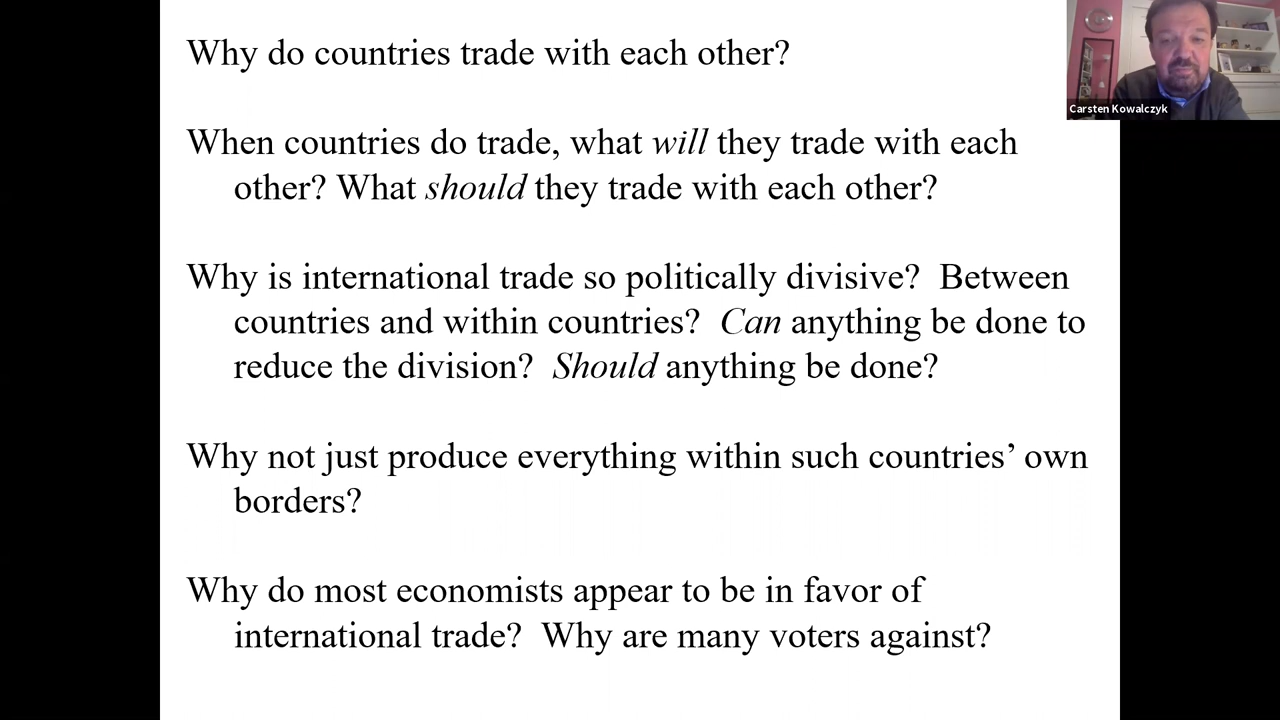 Why do countries trade with each other?
When countries do trade, what will they trade with each
other? What should they trade with each other?
Why is international trade so politically divisive?  Between
countries and within countries?  Can anything be done to
reduce the division?  Should anything be done?
Why not just produce everything within such countries’ own
borders?
Why do most economists appear to be in favor of
international trade?  Why are many voters against?
Carsten Kowalczyk